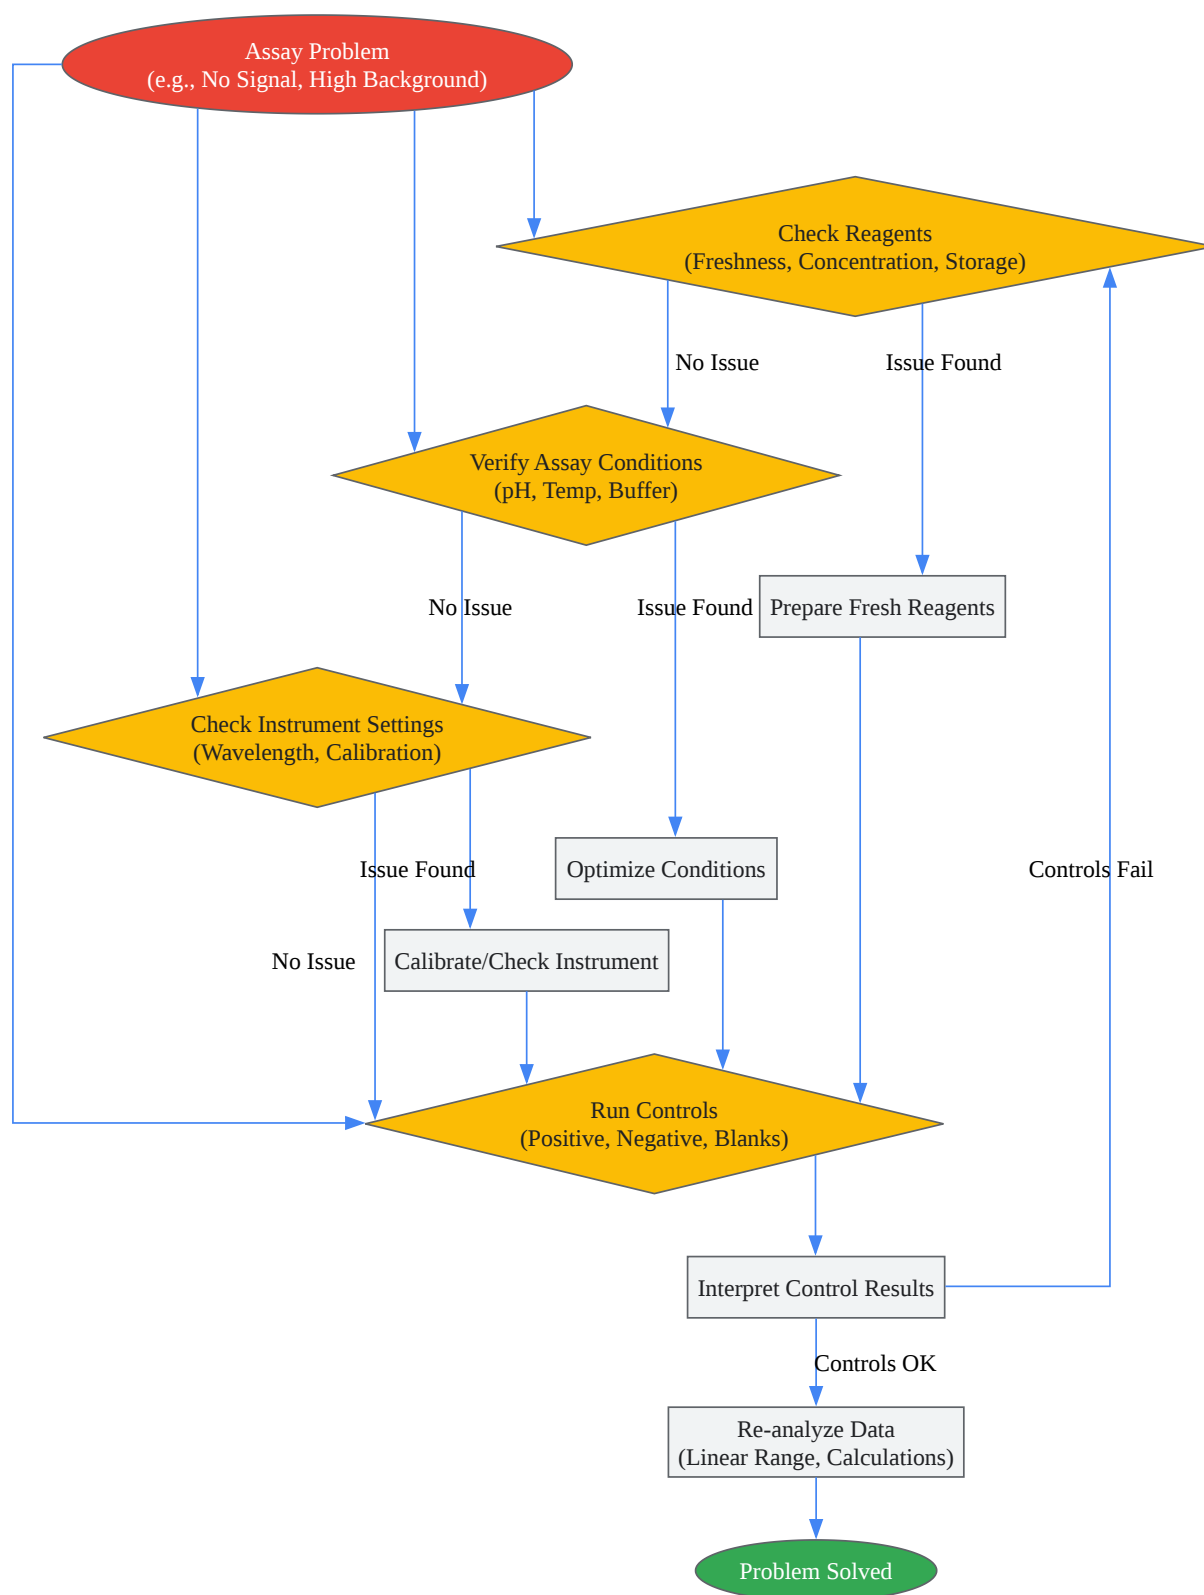 Assay Problem
(e.g., No Signal, High Background)
Check Reagents
(Freshness, Concentration, Storage)
No Issue
Issue Found
Verify Assay Conditions
(pH, Temp, Buffer)
No Issue
Issue Found
Prepare Fresh Reagents
Check Instrument Settings
(Wavelength, Calibration)
Issue Found
Optimize Conditions
Controls Fail
No Issue
Calibrate/Check Instrument
Run Controls
(Positive, Negative, Blanks)
Interpret Control Results
Controls OK
Re-analyze Data
(Linear Range, Calculations)
Problem Solved